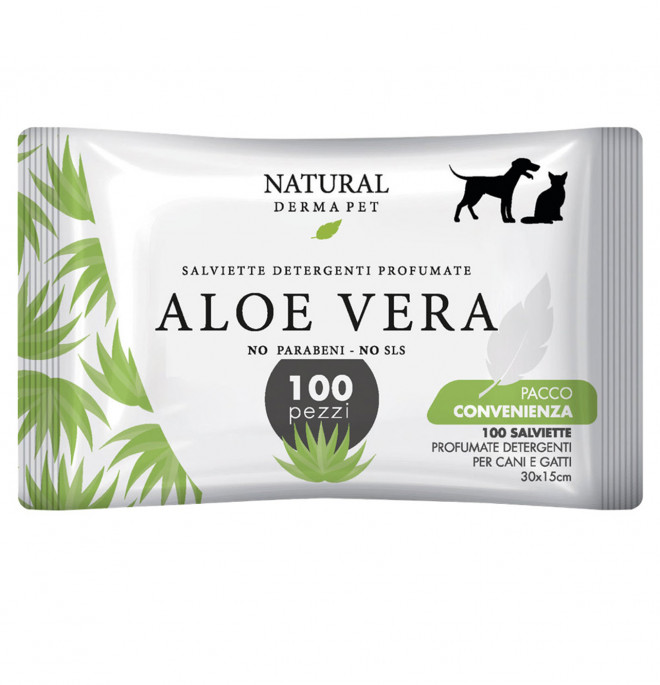 NATURAL
DERMA PET
SALVIETTE DETERGENTI PROFUMATE
ALOE VERA
NO PARABENI - NO SLS
100
pezzi
PACCO
CONVENIENZA
100 SALVIETTE
PROFUMATE DETERGENTI
PER CANI E GATTI
30x15cm